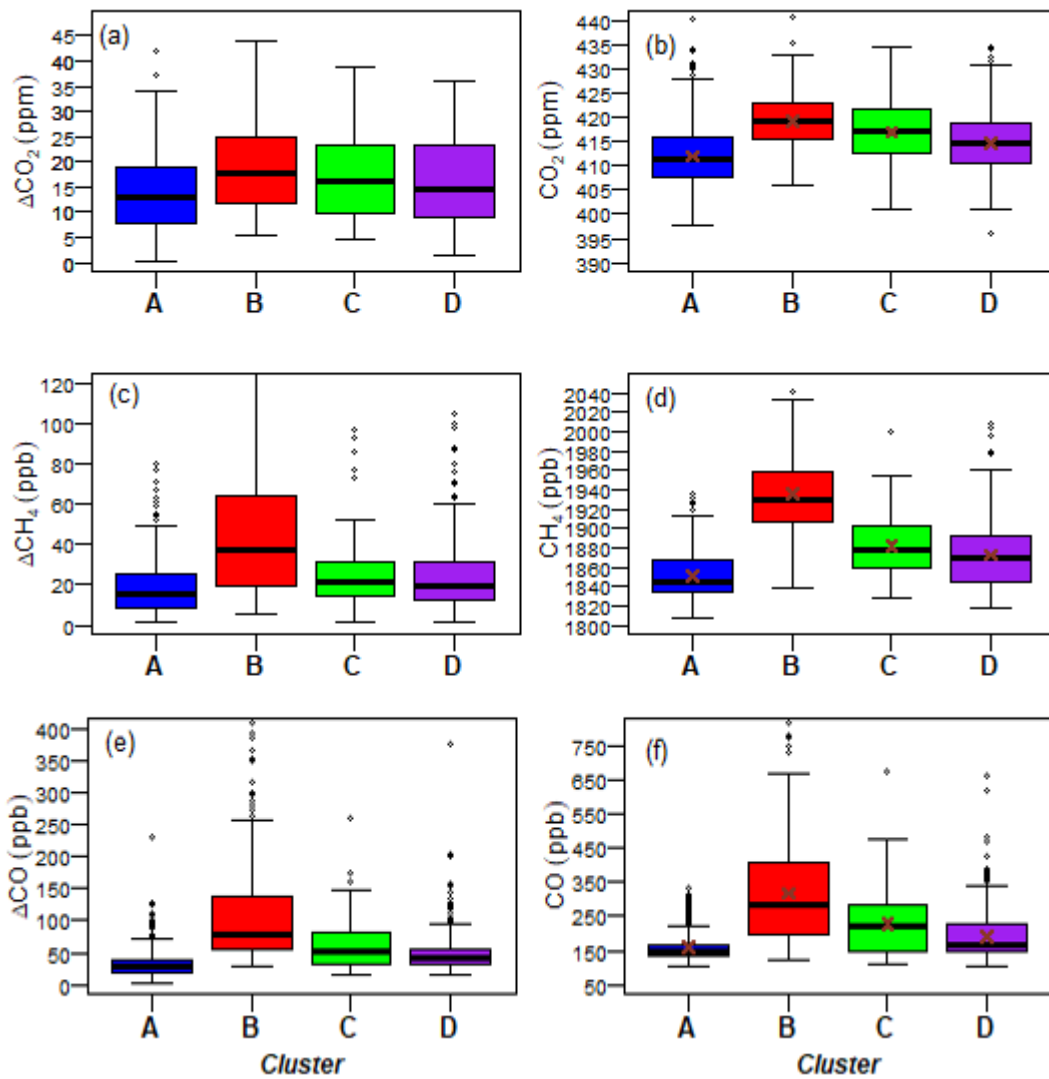 (a)
ΔCO₂ (ppm)
45
40
35
30
25
20
15
10
5
0
A B C D
(b)
CO₂ (ppm)
440
435
430
425
420
415
410
405
400
395
390
A B C D
(c)
ΔCH₄ (ppb)
120
100
80
60
40
20
0
A B C D
(d)
CH₄ (ppb)
2040
2020
2000
1980
1960
1940
1920
1900
1880
1860
1840
1820
1800
A B C D
(e)
ΔCO (ppb)
400
350
300
250
200
150
100
50
0
A B C D
Cluster
(f)
CO (ppb)
750
650
550
450
350
250
150
50
A B C D
Cluster